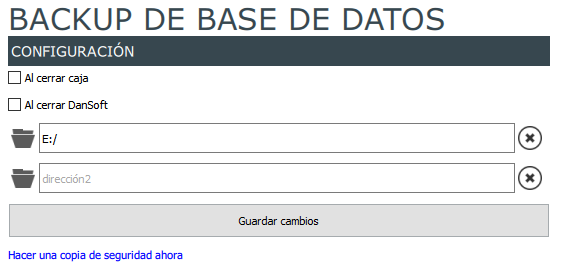 BACKUP DE BASE DE DATOS
CONFIGURACIÓN
Al cerrar caja
Al cerrar DanSoft
E:/
dirección2
Guardar cambios
Hacer una copia de seguridad ahora